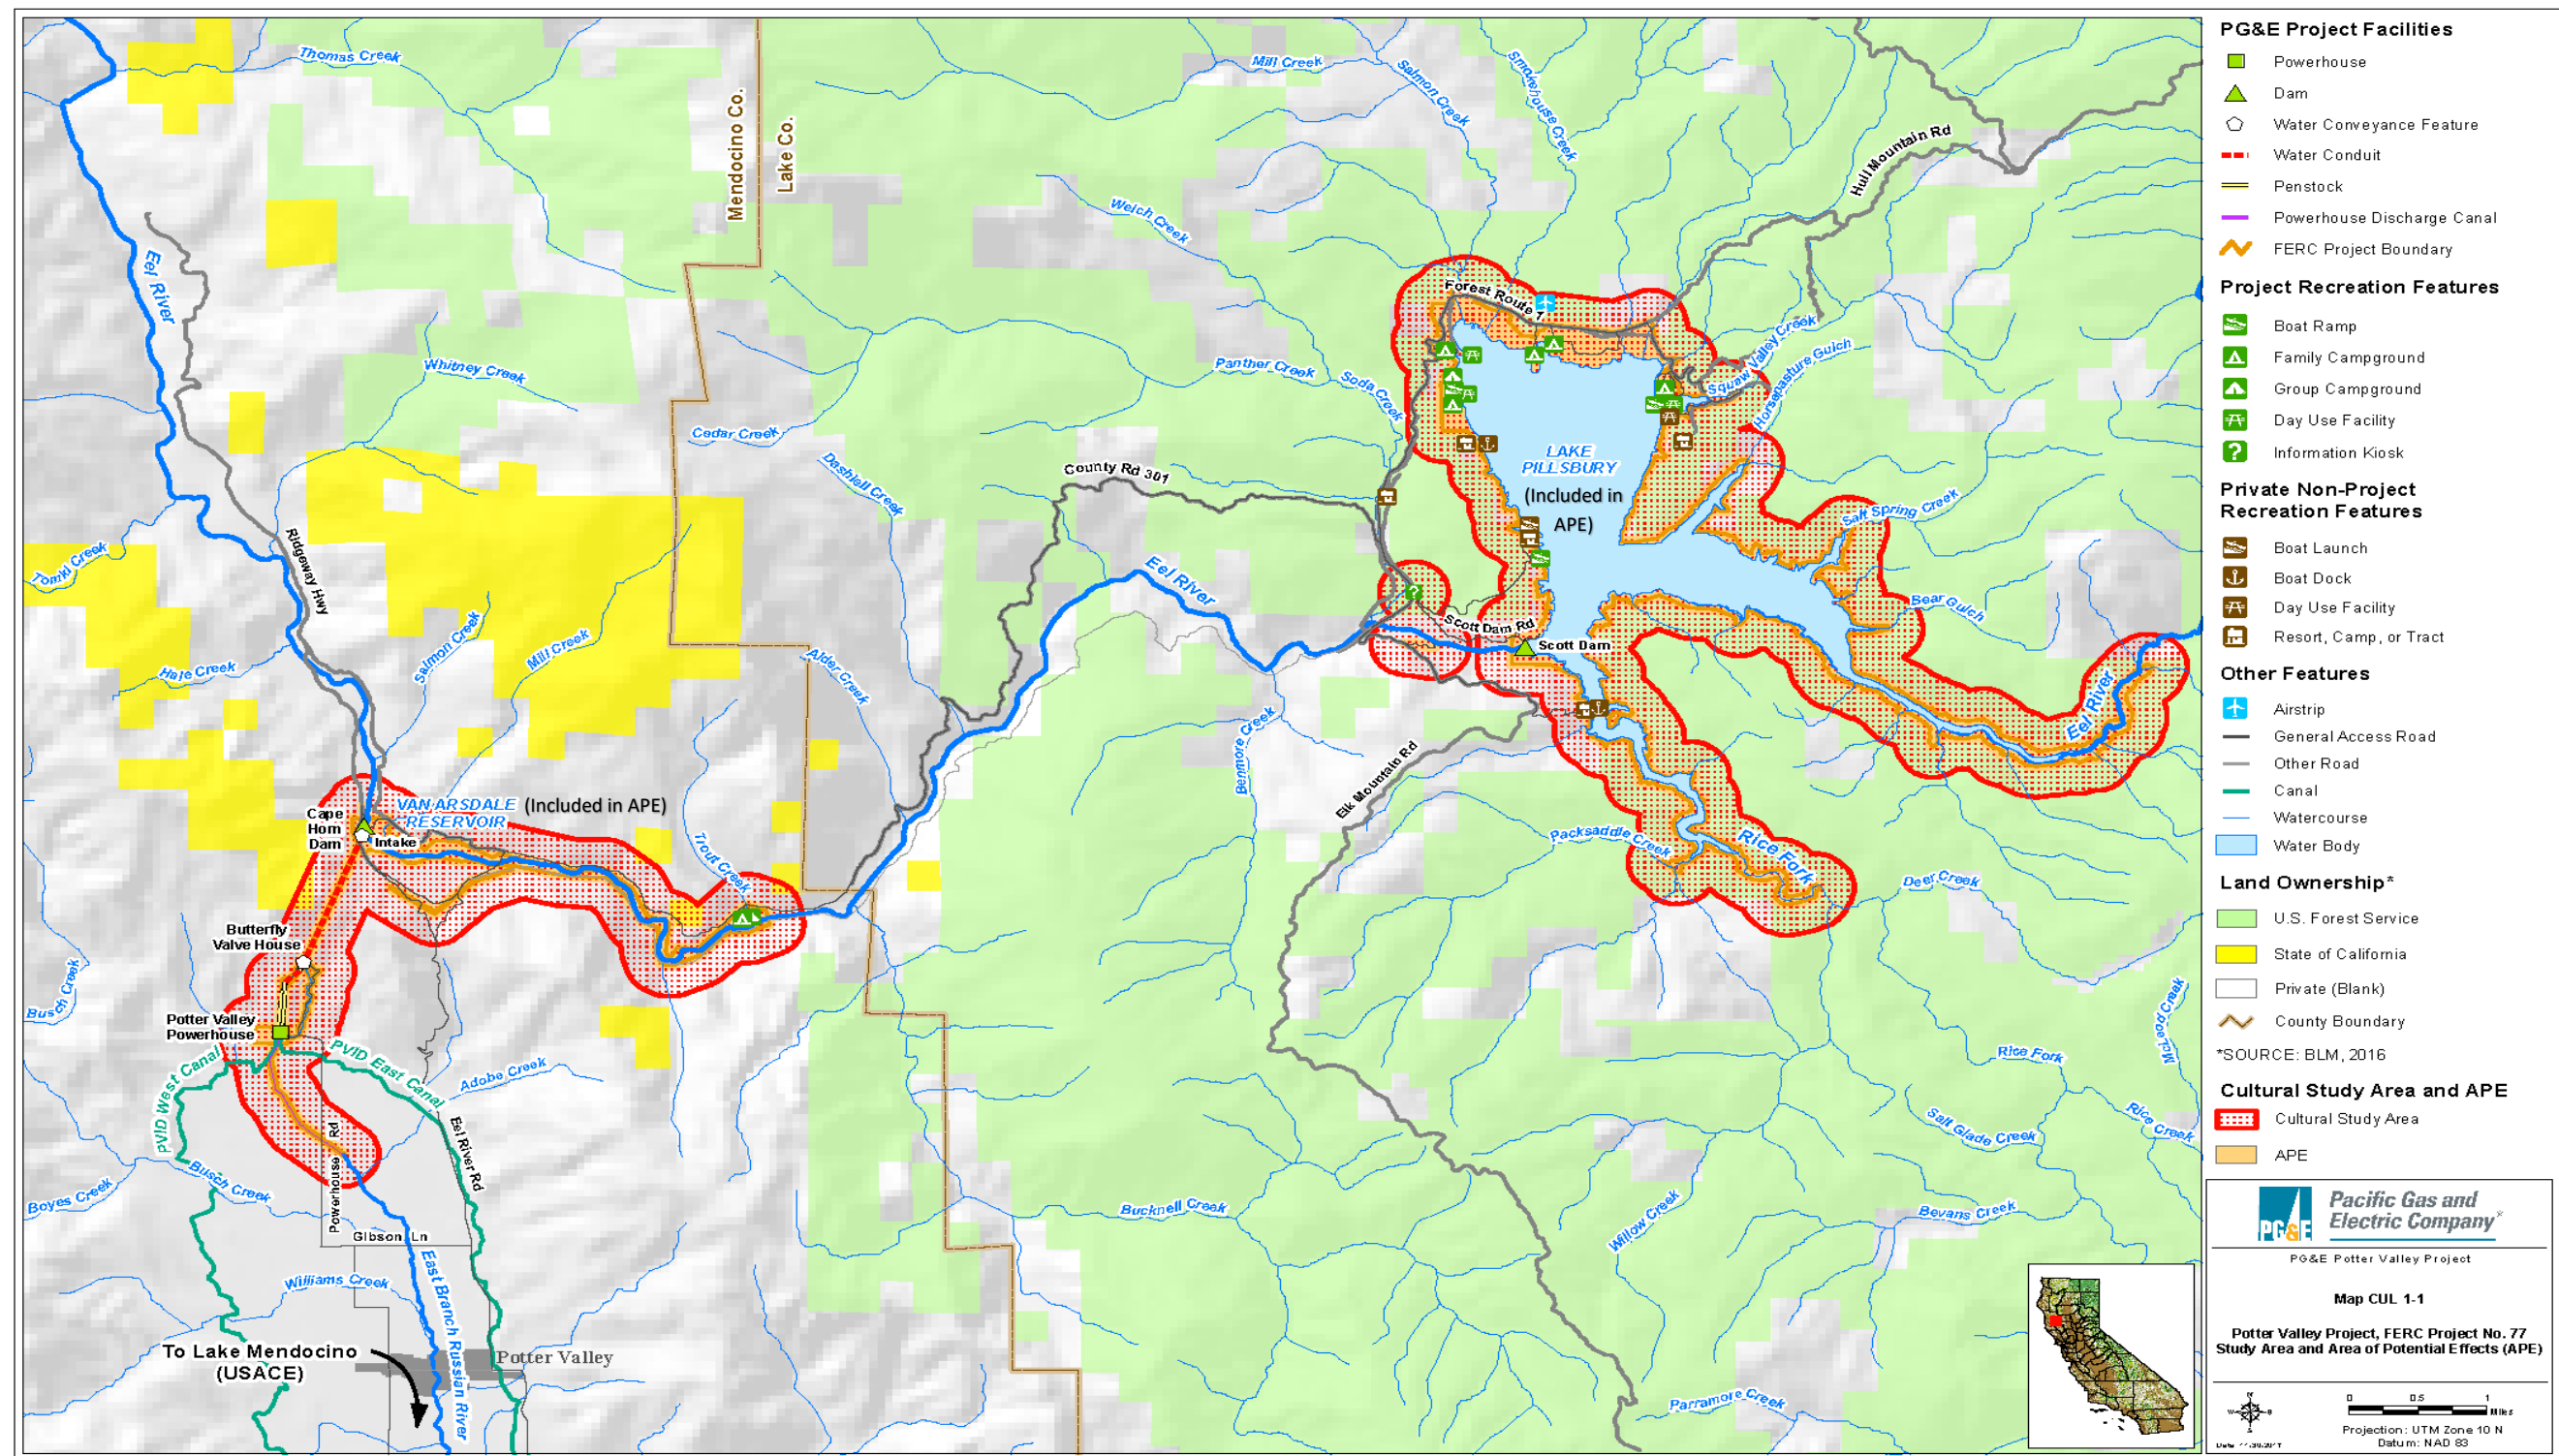 Thomas Creek
Mill Creek
Salmon Creek
Smokehouse Creek
Mendocino Co.
Lake Co.
Hull Mountain Rd
Welch Creek
Eel River
Forest Route 7
Whitney Creek
Panther Creek
Soda Creek
Squaw Valley Creek
Horsepasture Gulch
Cedar Creek
Dashiell Creek
County Rd 301
LAKE
PILLSBURY
(Included in
APE)
Salt Spring Creek
Ridgeway Hwy
Tomki Creek
Eel River
Bear Gulch
Scott Dam Rd
Scott Dam
Hale Creek
Salmon Creek
Mill Creek
Alder Creek
Benmore Creek
Eel River
Elk Mountain Rd
VAN ARSDALE
RESERVOIR
(Included in APE)
Cape
Horn
Dam
Intake
Trout Creek
Packsaddle Creek
Rice Fork
Deer Creek
Butterfly
Valve House
Busch Creek
Potter Valley
Powerhouse
PVID West Canal
PVID East Canal
Adobe Creek
Eel River Rd
McLeod Creek
Rice Fork
Salt Glade Creek
Rice Creek
Powerhouse Rd
Busch Creek
Boyes Creek
Bucknell Creek
Willow Creek
Bevans Creek
Gibson Ln
Williams Creek
East Branch Russian River
To Lake Mendocino
(USACE)
Potter Valley
Parramore Creek
PG&E Project Facilities
Powerhouse
Dam
Water Conveyance Feature
Water Conduit
Penstock
Powerhouse Discharge Canal
FERC Project Boundary
Project Recreation Features
Boat Ramp
Family Campground
Group Campground
Day Use Facility
? Information Kiosk
Private Non-Project
Recreation Features
Boat Launch
Boat Dock
Day Use Facility
Resort, Camp, or Tract
Other Features
Airstrip
General Access Road
Other Road
Canal
Watercourse
Water Body
Land Ownership*
U.S. Forest Service
State of California
Private (Blank)
County Boundary
*SOURCE: BLM, 2016
Cultural Study Area and APE
Cultural Study Area
APE
PG&E
Pacific Gas and
Electric Company
PG&E Potter Valley Project
Map CUL 1-1
Potter Valley Project, FERC Project No. 77
Study Area and Area of Potential Effects (APE)
0 0.5 1
Miles
Projection: UTM Zone 10 N
Datum: NAD 83